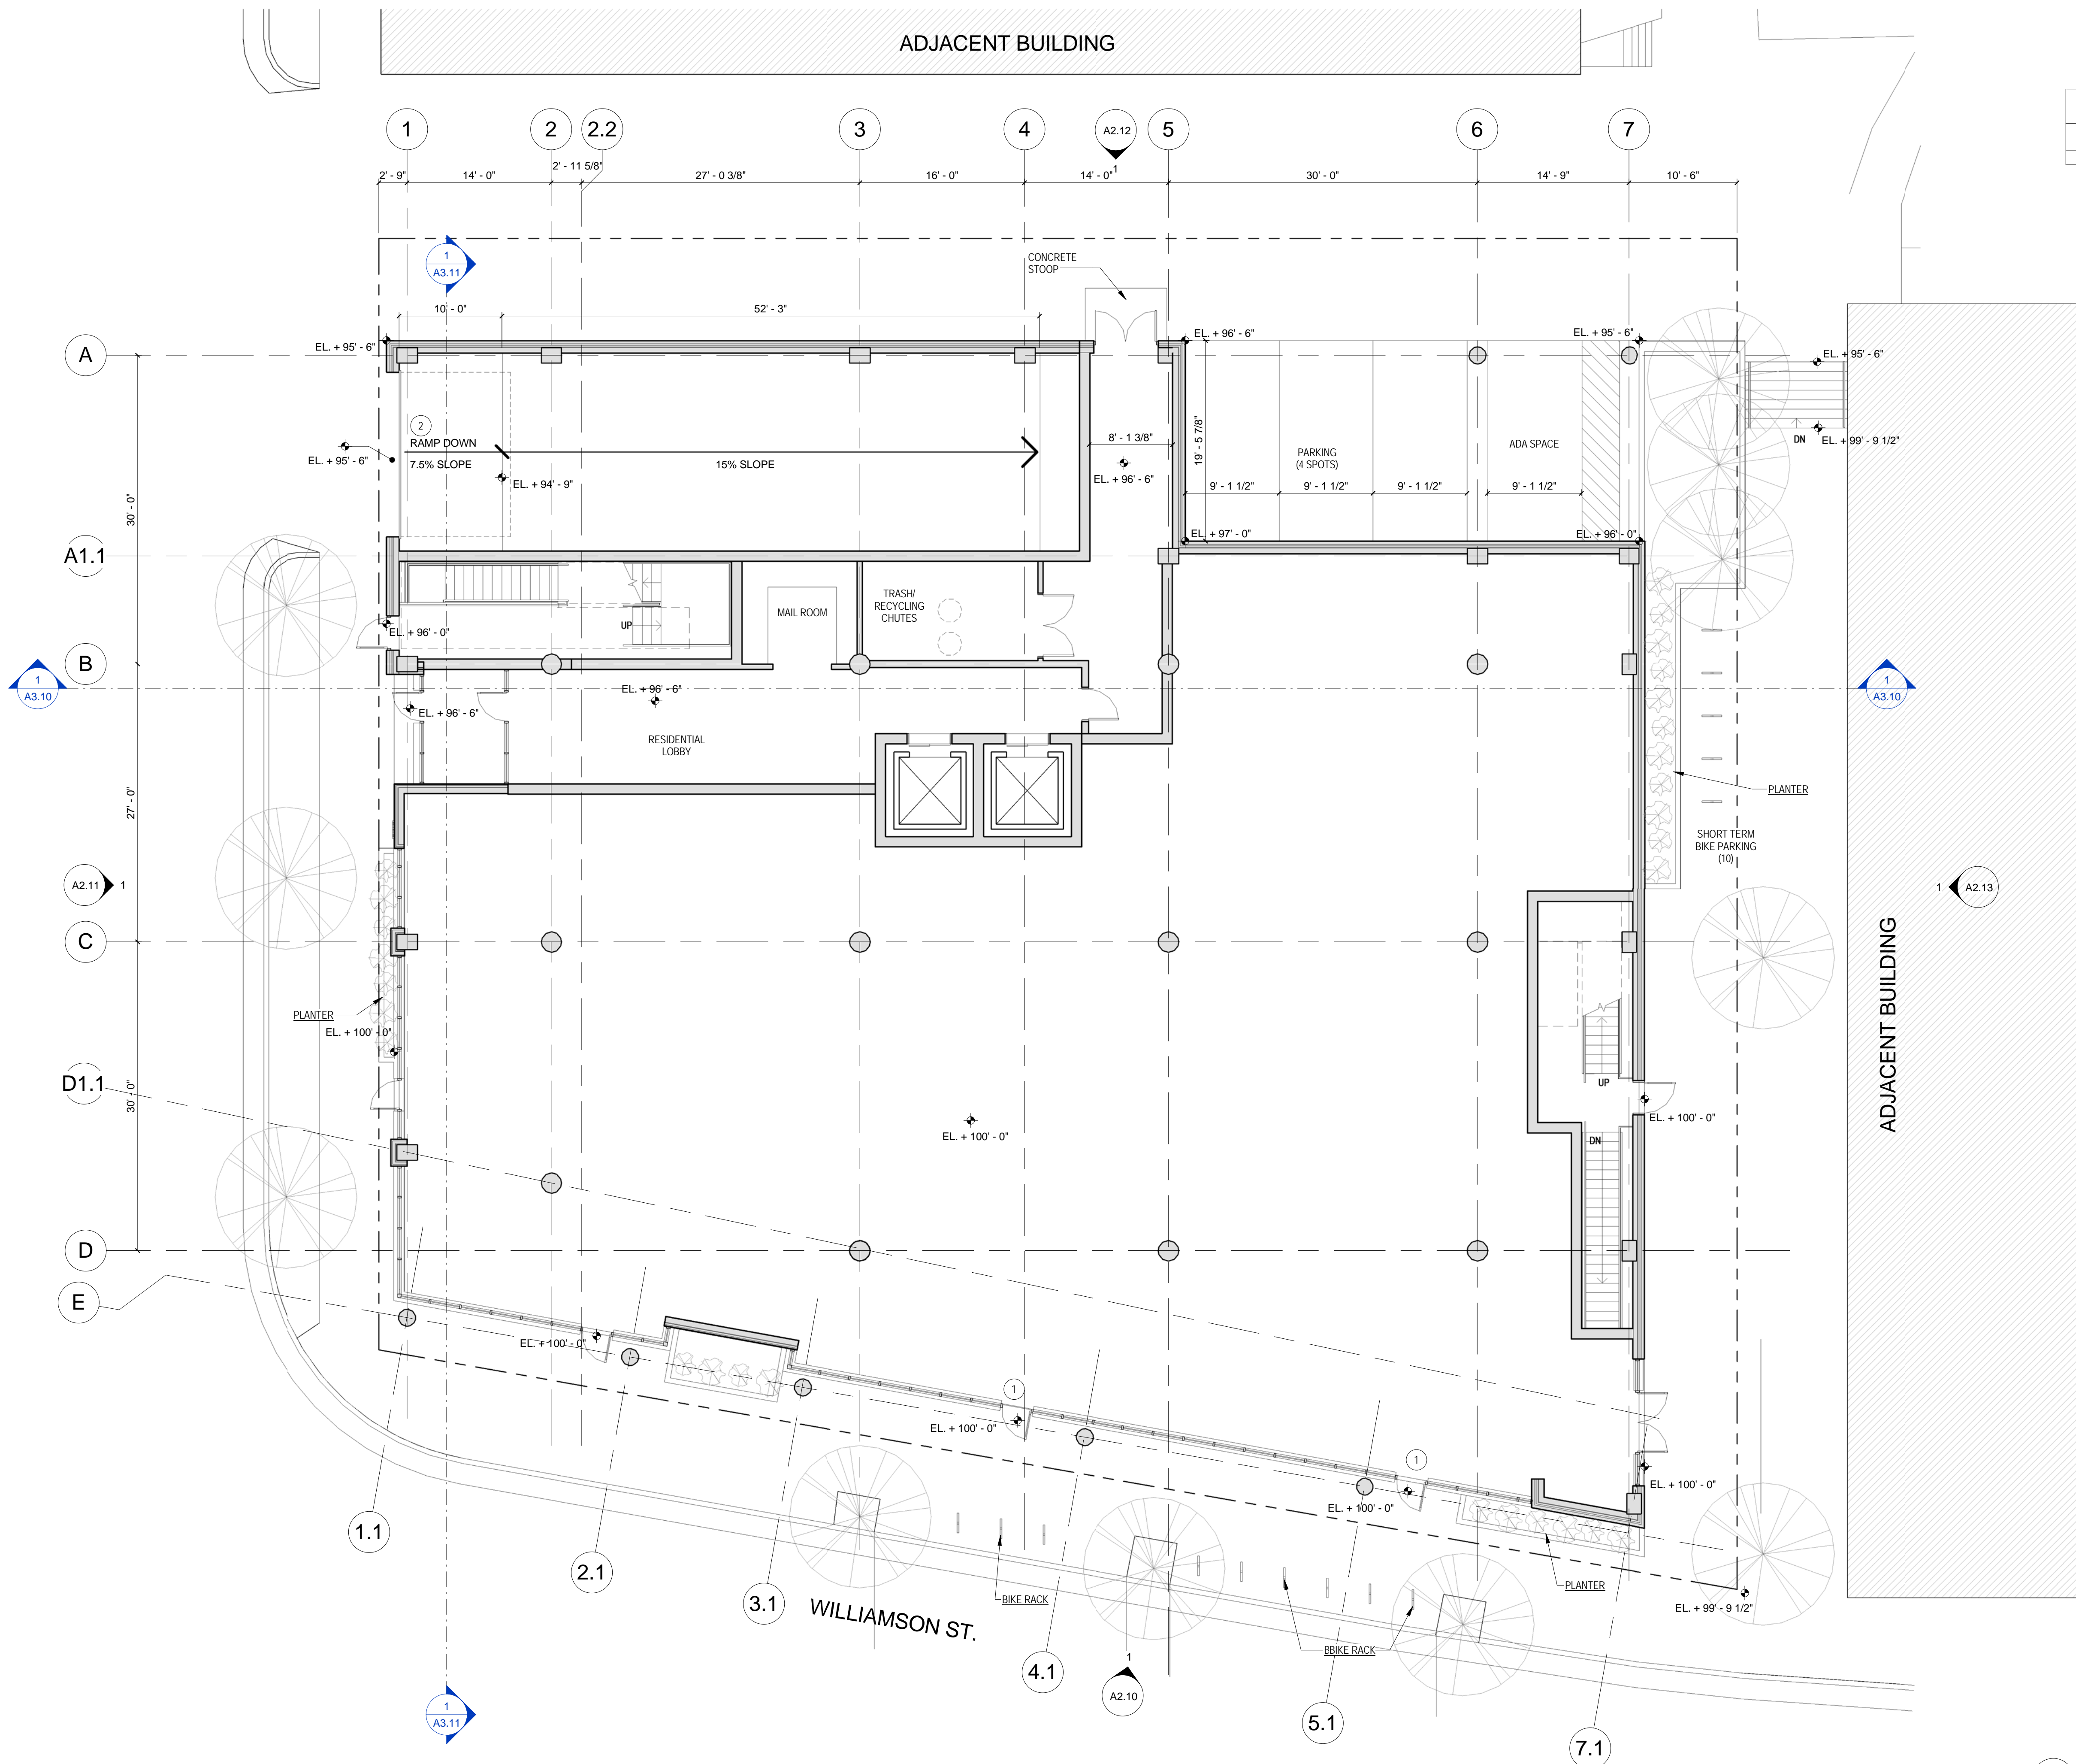 ADJACENT BUILDING
1
2
2.2
3
4
A2.12
1
5
6
7
2' - 9"
14' - 0"
2' - 11 5/8"
27' - 0 3/8"
16' - 0"
14' - 0"
30' - 0"
14' - 9"
10' - 6"
1
A3.11
CONCRETE
STOOP
10' - 0"
52' - 3"
A
EL. + 95' - 6"
EL. + 96' - 6"
EL. + 95' - 6"
EL. + 95' - 6"
2
RAMP DOWN
7.5% SLOPE
15% SLOPE
EL. + 95' - 6"
EL. + 94' - 9"
8' - 1 3/8"
EL. + 96' - 6"
19' - 5 7/8"
PARKING
(4 SPOTS)
ADA SPACE
DN
EL. + 99' - 9 1/2"
9' - 1 1/2"
9' - 1 1/2"
9' - 1 1/2"
9' - 1 1/2"
30' - 0"
EL. + 97' - 0"
EL. + 96' - 0"
A1.1
MAIL ROOM
TRASH/
RECYCLING
CHUTES
UP
EL. + 96' - 0"
B
1
A3.10
EL. + 96' - 6"
EL. + 96' - 6"
1
A3.10
RESIDENTIAL
LOBBY
27' - 0"
PLANTER
SHORT TERM
BIKE PARKING
(10)
A2.11
1
1
A2.13
C
ADJACENT BUILDING
PLANTER
EL. + 100' - 0"
D1.1
30' - 0"
UP
EL. + 100' - 0"
EL. + 100' - 0"
DN
D
E
EL. + 100' - 0"
1
EL. + 100' - 0"
1
EL. + 100' - 0"
EL. + 100' - 0"
1.1
2.1
3.1
WILLIAMSON ST.
BIKE RACK
PLANTER
EL. + 99' - 9 1/2"
BBIKE RACK
4.1
1
A2.10
5.1
7.1
1
A3.11